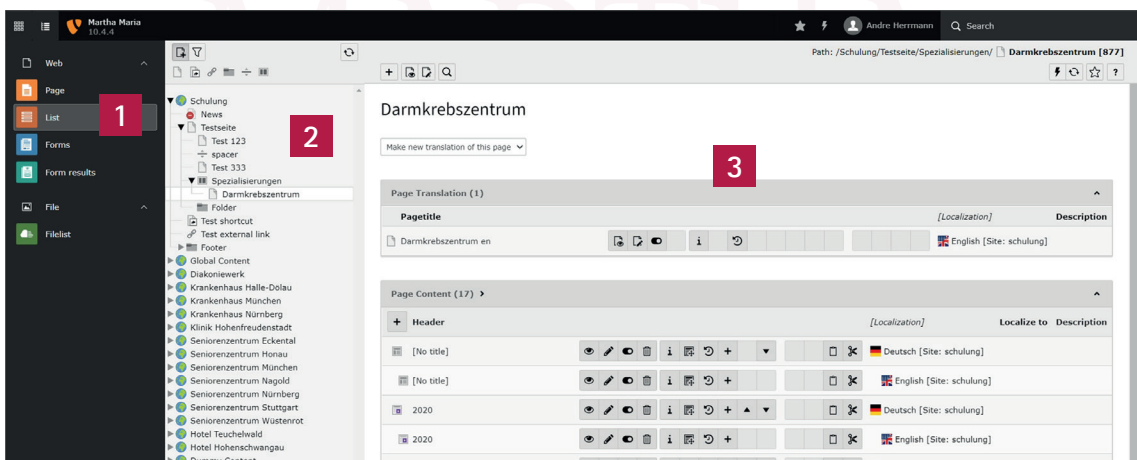 Martha Maria
10.4.4
Andre Herrmann
Search
Web
Page
List
Forms
Form results
File
Filelist
1
Schulung
News
Testseite
Test 123
spacer
Test 333
Spezialisierungen
Darmkrebszentrum
Folder
Test shortcut
Test external link
Footer
Global Content
Diakoniewerk
Krankenhaus Halle-Dölau
Krankenhaus München
Krankenhaus Nürnberg
Klinik Hohenfreudenstadt
Seniorenzentrum Eckental
Seniorenzentrum Honau
Seniorenzentrum München
Seniorenzentrum Nagold
Seniorenzentrum Nürnberg
Seniorenzentrum Stuttgart
Seniorenzentrum Wüstenrot
Hotel Teuchelwald
Hotel Hohenschwangau
Dummy Content
2
Path: /Schulung/Testseite/Spezialisierungen/ Darmkrebszentrum [877]
Darmkrebszentrum
Make new translation of this page
3
Page Translation (1)
Pagetitle [Localization] Description
Darmkrebszentrum en English [Site: schulung]
Page Content (17)
Header [Localization] Localize to Description
[No title] Deutsch [Site: schulung]
[No title] English [Site: schulung]
2020 Deutsch [Site: schulung]
2020 English [Site: schulung]